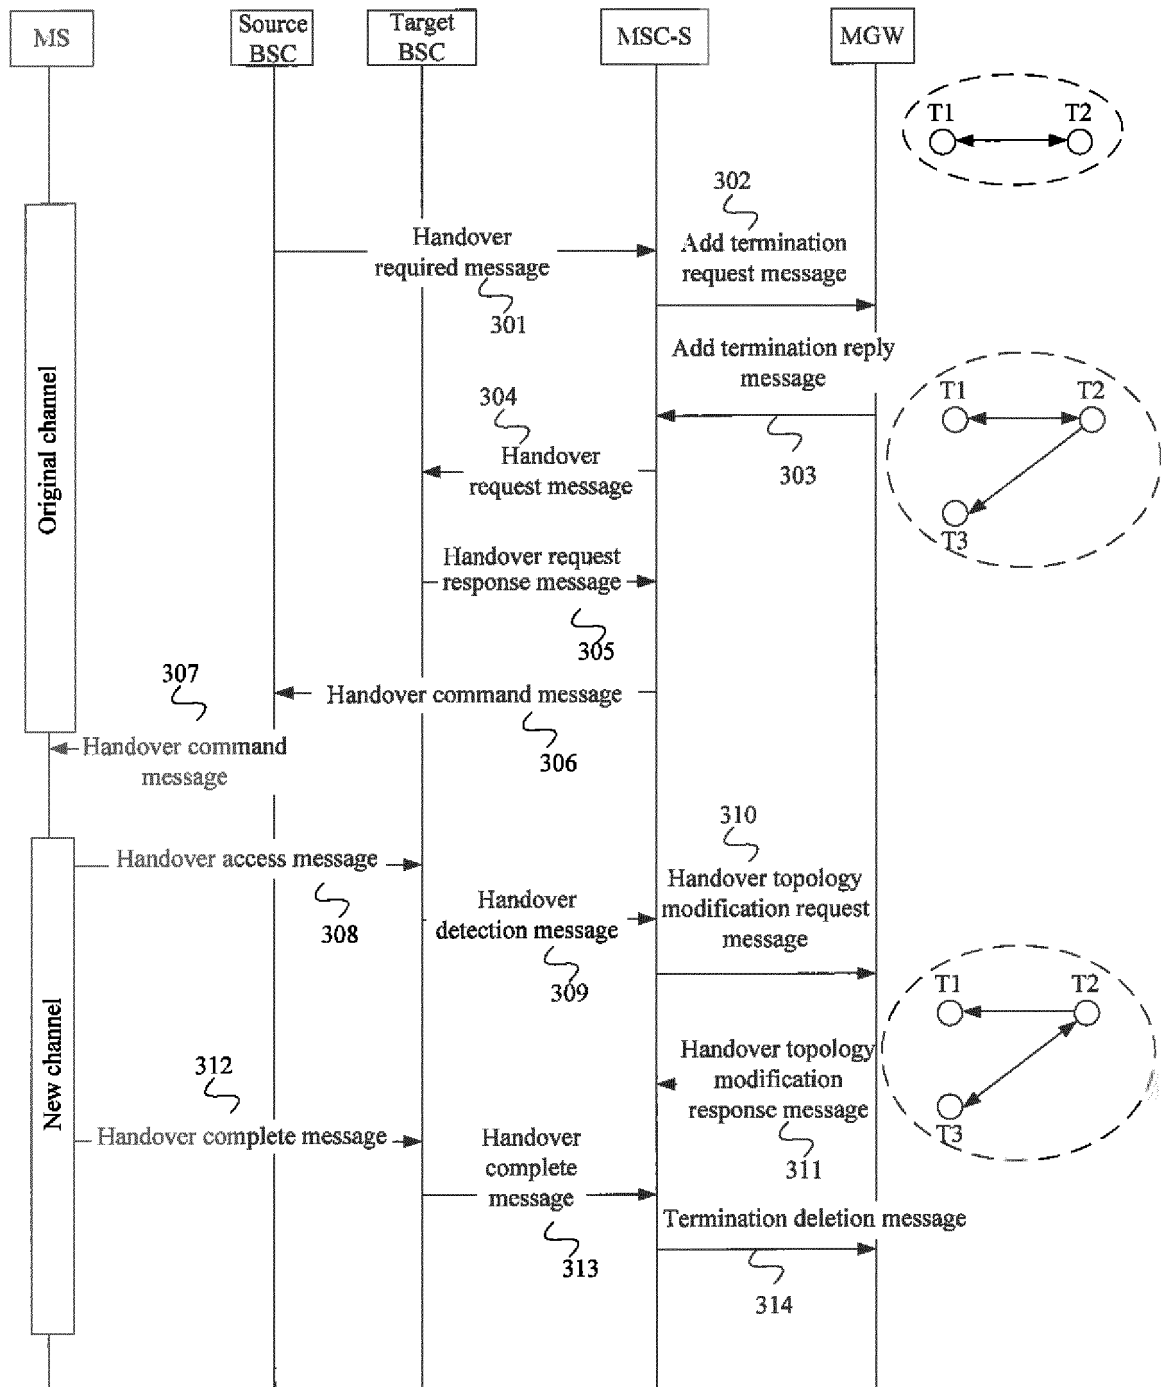 MS
Source
BSC
Target
BSC
MSC-S
MGW
T1
T2
302
Handover
required message
301
Add termination
request message
Add termination reply
message
T1
T2
T3
303
304
Handover
request message
Original channel
Handover request
response message
305
307
Handover command message
306
Handover command
message
310
Handover access message
308
Handover
detection message
309
Handover topology
modification request
message
T1
T2
T3
New channel
312
Handover topology
modification
response message
311
Handover complete message
Handover
complete
message
313
Termination deletion message
314